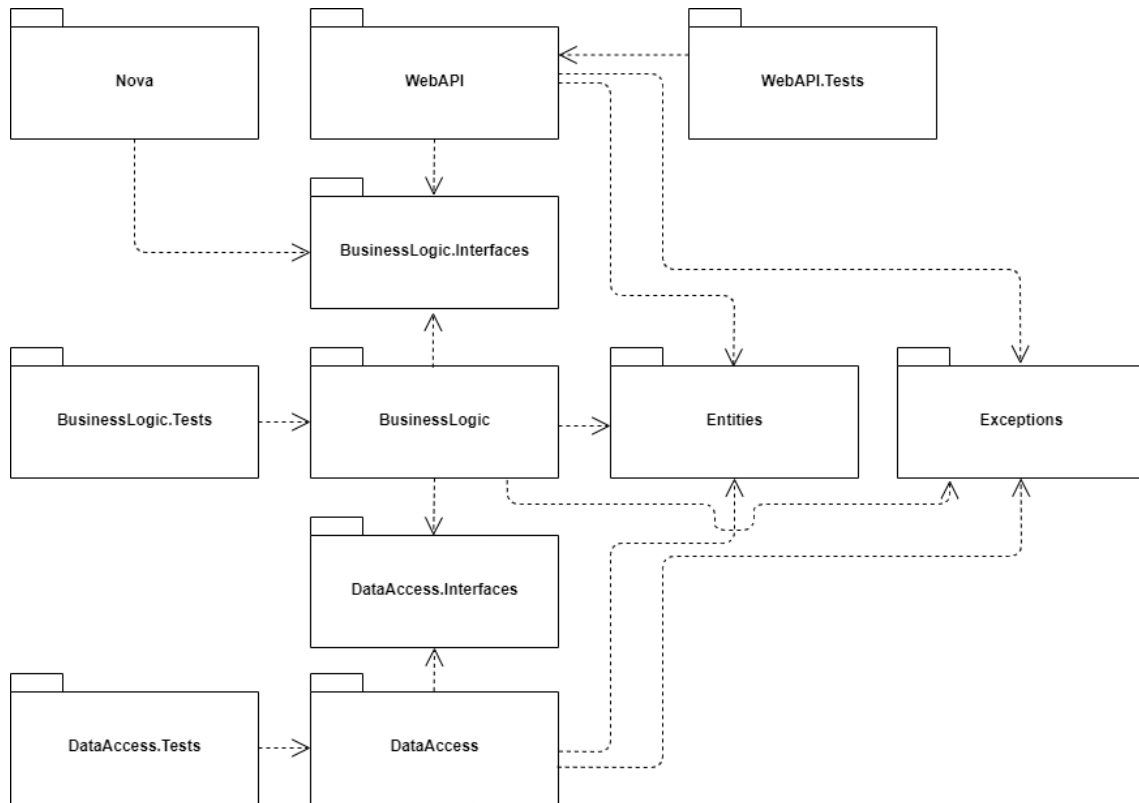 Nova
WebAPI
WebAPI.Tests
BusinessLogic.Interfaces
BusinessLogic.Tests
BusinessLogic
Entities
Exceptions
DataAccess.Interfaces
DataAccess.Tests
DataAccess